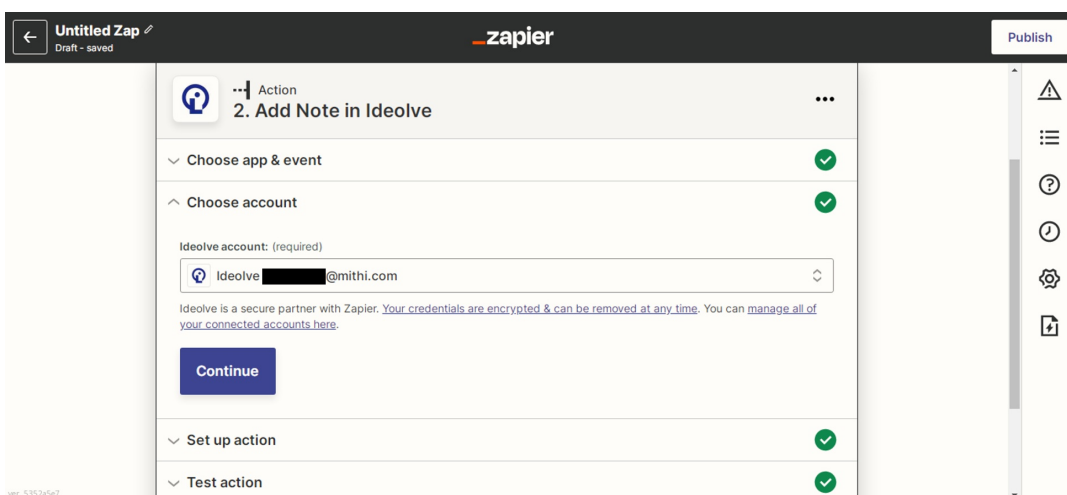 Untitled Zap
Draft - saved
_zapier
Publish
Action
2. Add Note in Ideolve
Choose app & event
Choose account
Ideolve account: (required)
Ideolve @mithi.com
Ideolve is a secure partner with Zapier. Your credentials are encrypted & can be removed at any time. You can manage all of
your connected accounts here.
Continue
Set up action
Test action
ver. 5352a5e7